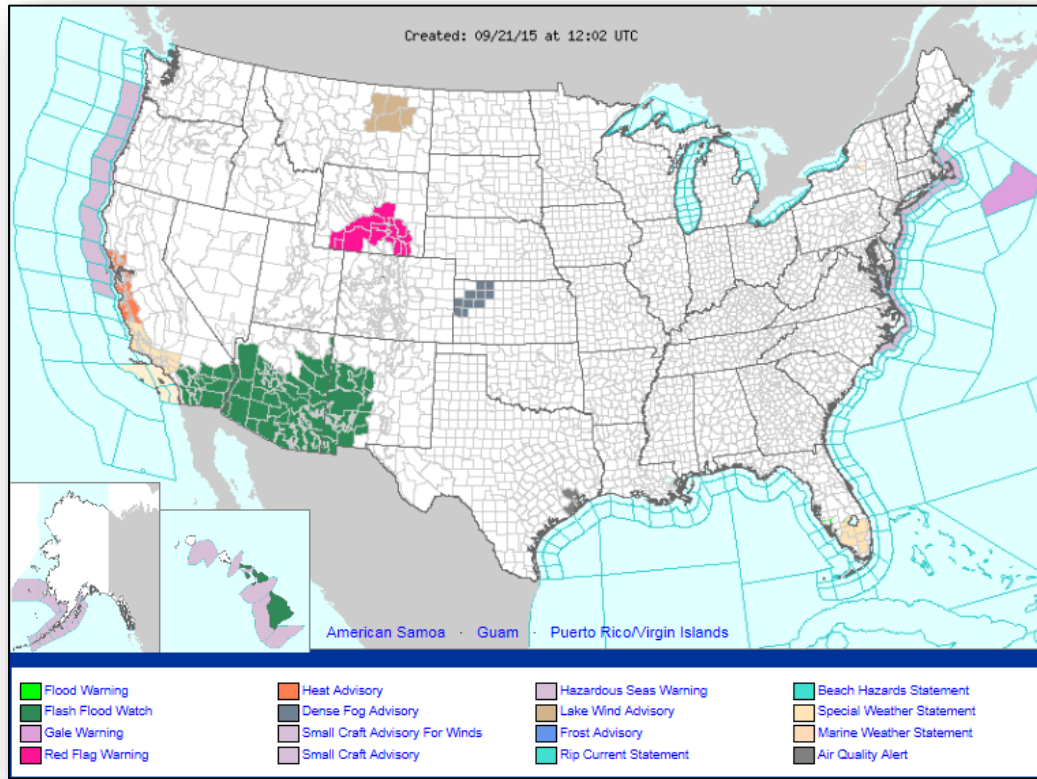 Created: 09/21/15 at 12:02 UTC
American Samoa · Guam · Puerto Rico/Virgin Islands
Flood Warning Heat Advisory Hazardous Seas Warning Beach Hazards Statement
Flash Flood Watch Dense Fog Advisory Lake Wind Advisory Special Weather Statement
Gale Warning Small Craft Advisory For Winds Frost Advisory Marine Weather Statement
Red Flag Warning Small Craft Advisory Rip Current Statement Air Quality Alert